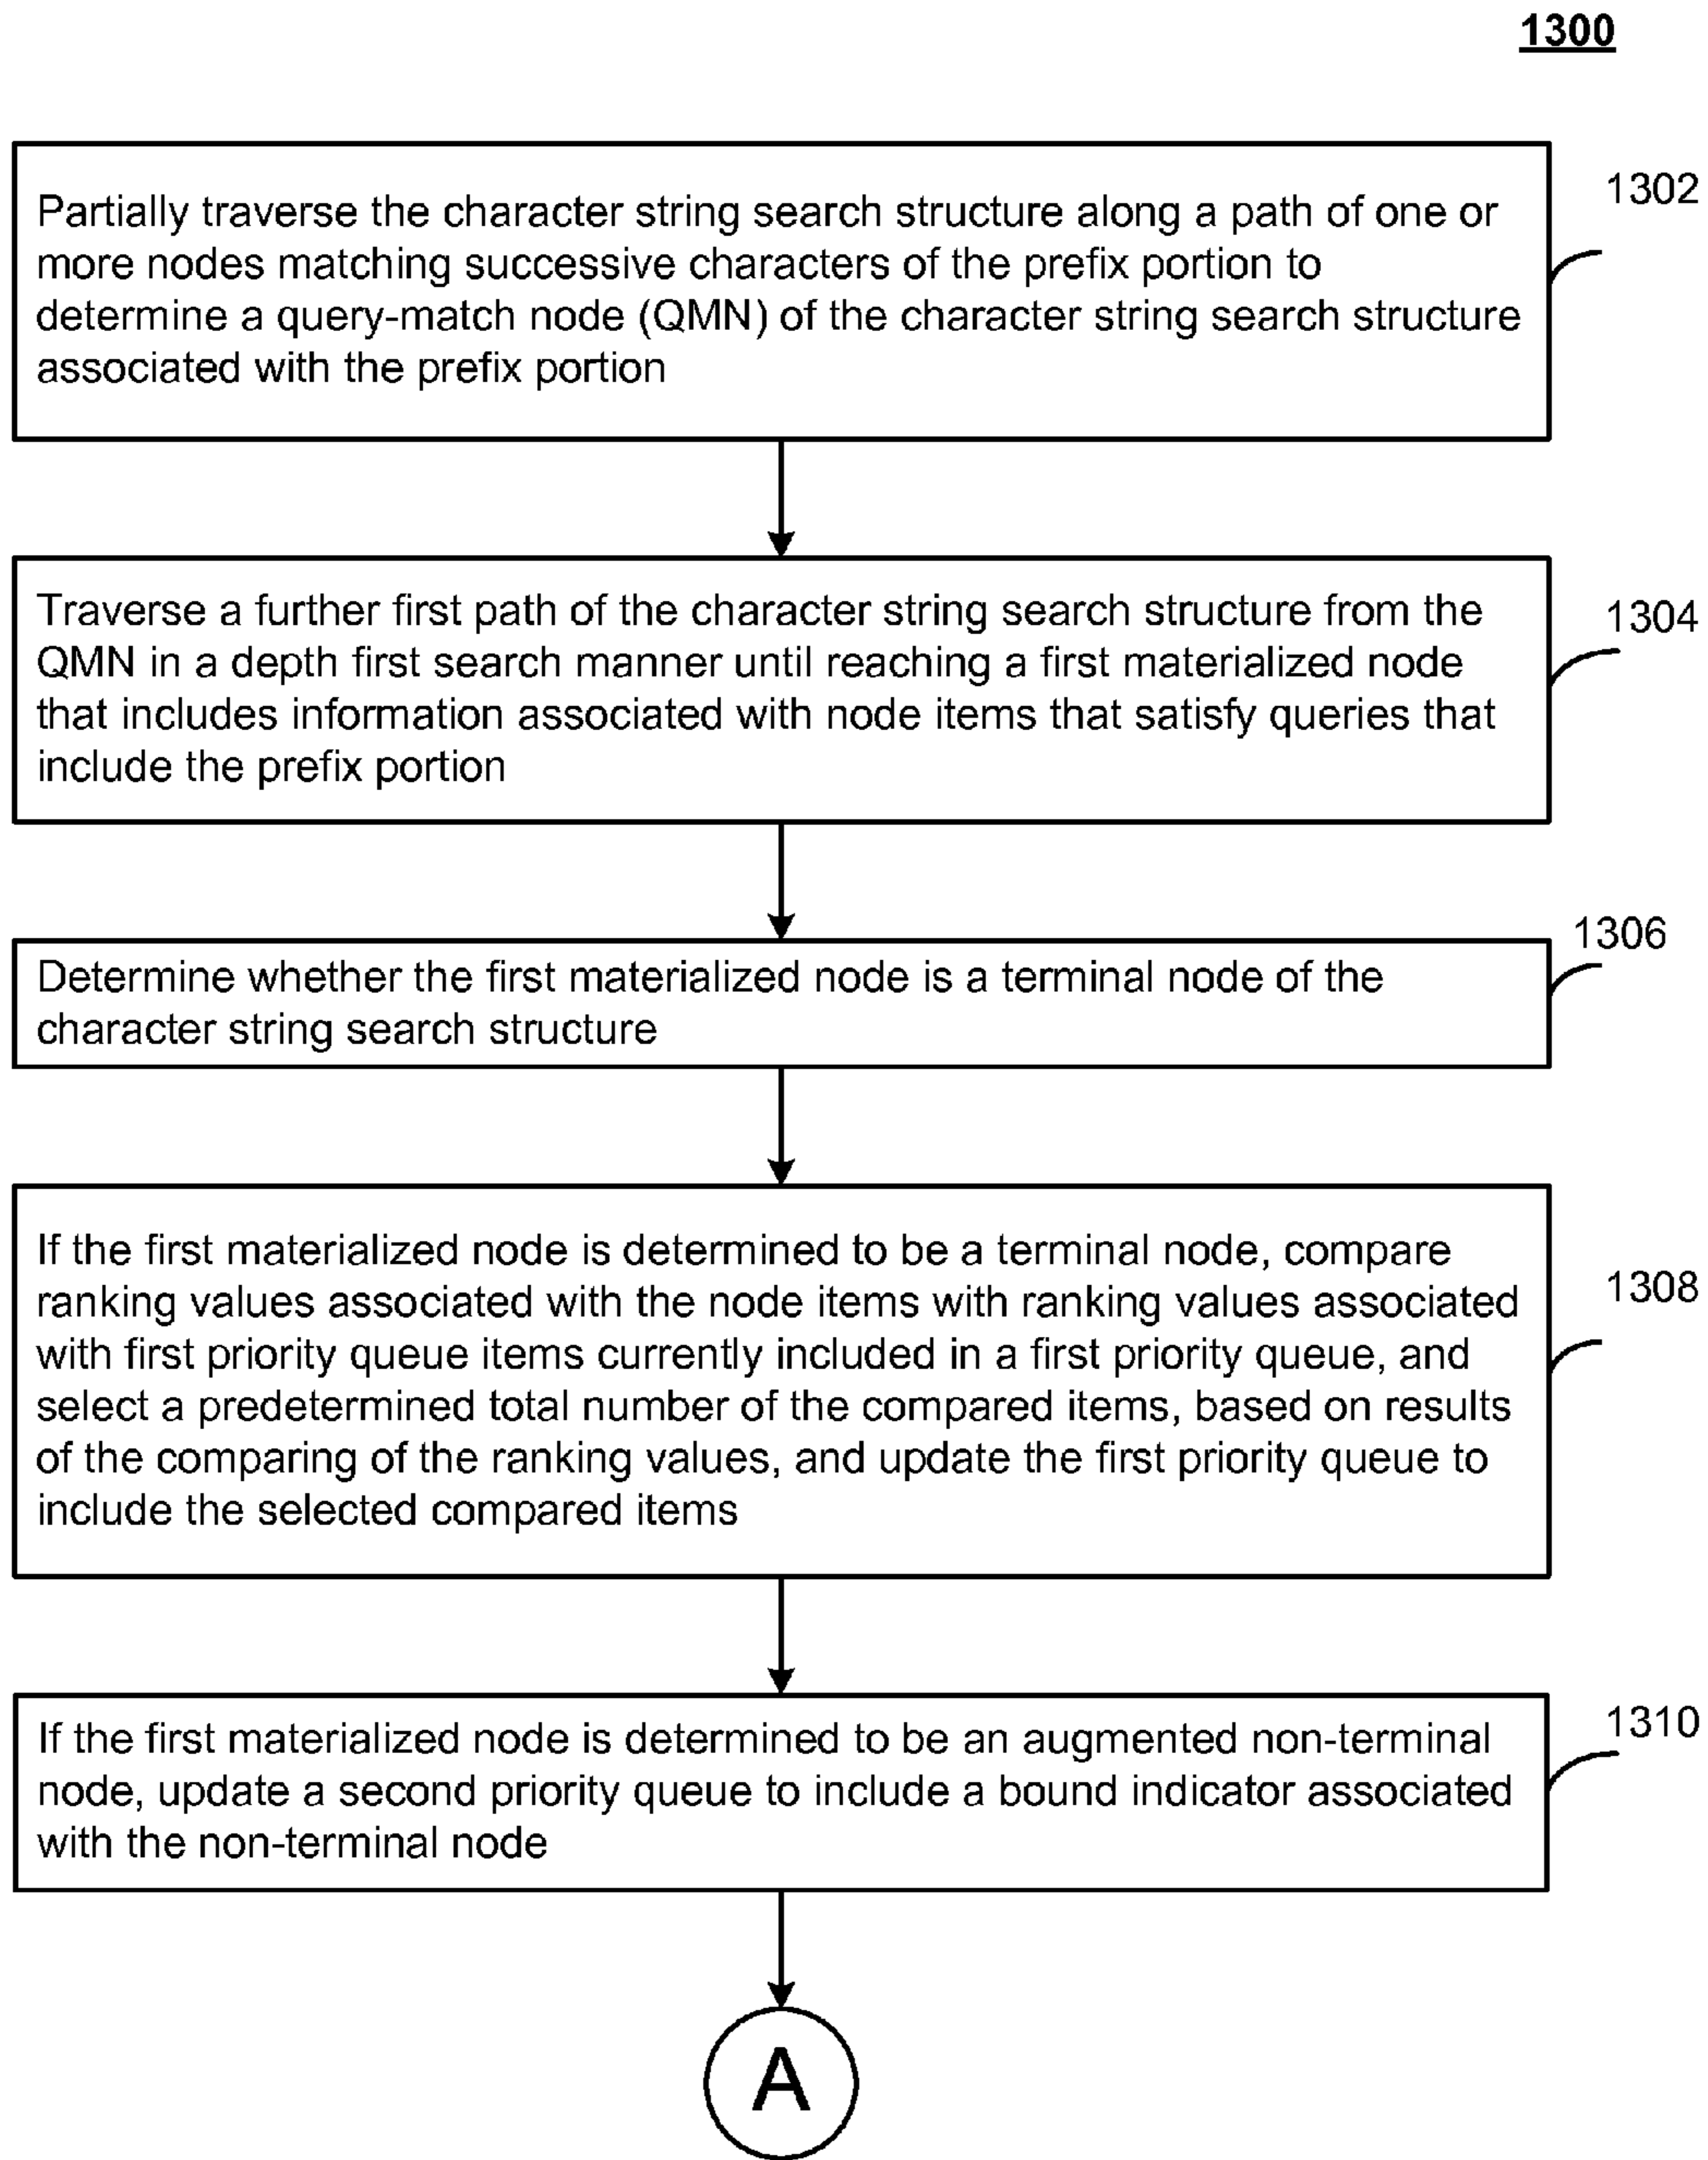 1300
Partially traverse the character string search structure along a path of one or
more nodes matching successive characters of the prefix portion to
determine a query-match node (QMN) of the character string search structure
associated with the prefix portion
1302
Traverse a further first path of the character string search structure from the
QMN in a depth first search manner until reaching a first materialized node
that includes information associated with node items that satisfy queries that
include the prefix portion
1304
Determine whether the first materialized node is a terminal node of the
character string search structure
1306
If the first materialized node is determined to be a terminal node, compare
ranking values associated with the node items with ranking values associated
with first priority queue items currently included in a first priority queue, and
select a predetermined total number of the compared items, based on results
of the comparing of the ranking values, and update the first priority queue to
include the selected compared items
1308
If the first materialized node is determined to be an augmented non-terminal
node, update a second priority queue to include a bound indicator associated
with the non-terminal node
1310
A